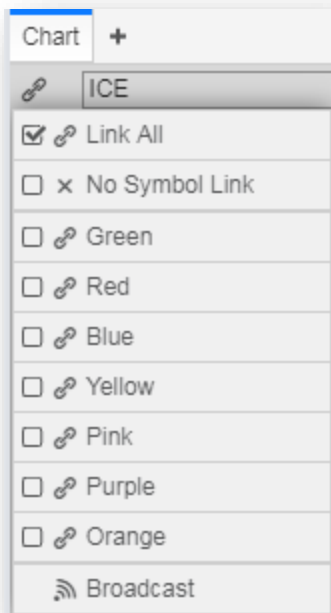 Chart +
ICE
Link All
No Symbol Link
Green
Red
Blue
Yellow
Pink
Purple
Orange
Broadcast